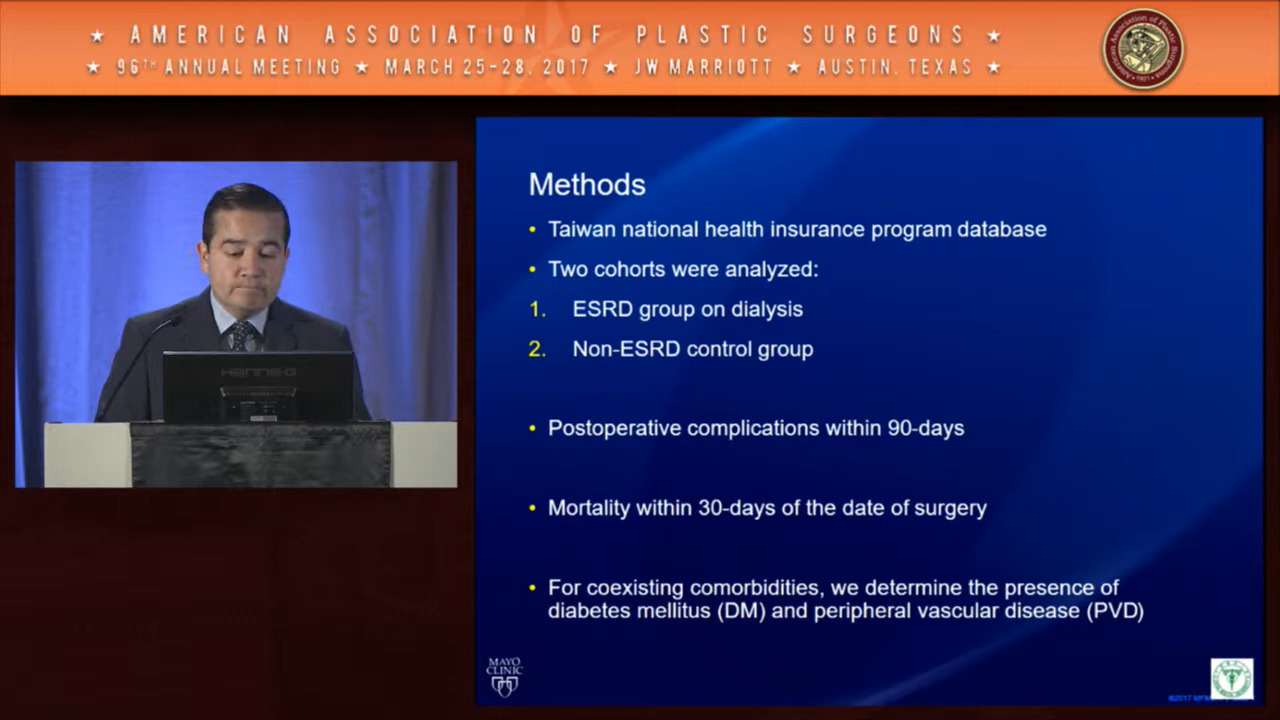 ★ AMERICAN ASSOCIATION OF PLASTIC SURGEONS ★
★ 96TH ANNUAL MEETING ★ MARCH 25-28, 2017 ★ JW MARRIOTT ★ AUSTIN, TEXAS ★
Methods
• Taiwan national health insurance program database
• Two cohorts were analyzed:
1. ESRD group on dialysis
2. Non-ESRD control group
• Postoperative complications within 90-days
• Mortality within 30-days of the date of surgery
• For coexisting comorbidities, we determine the presence of
diabetes mellitus (DM) and peripheral vascular disease (PVD)
HANNS-G
MAYO
CLINIC
©2017